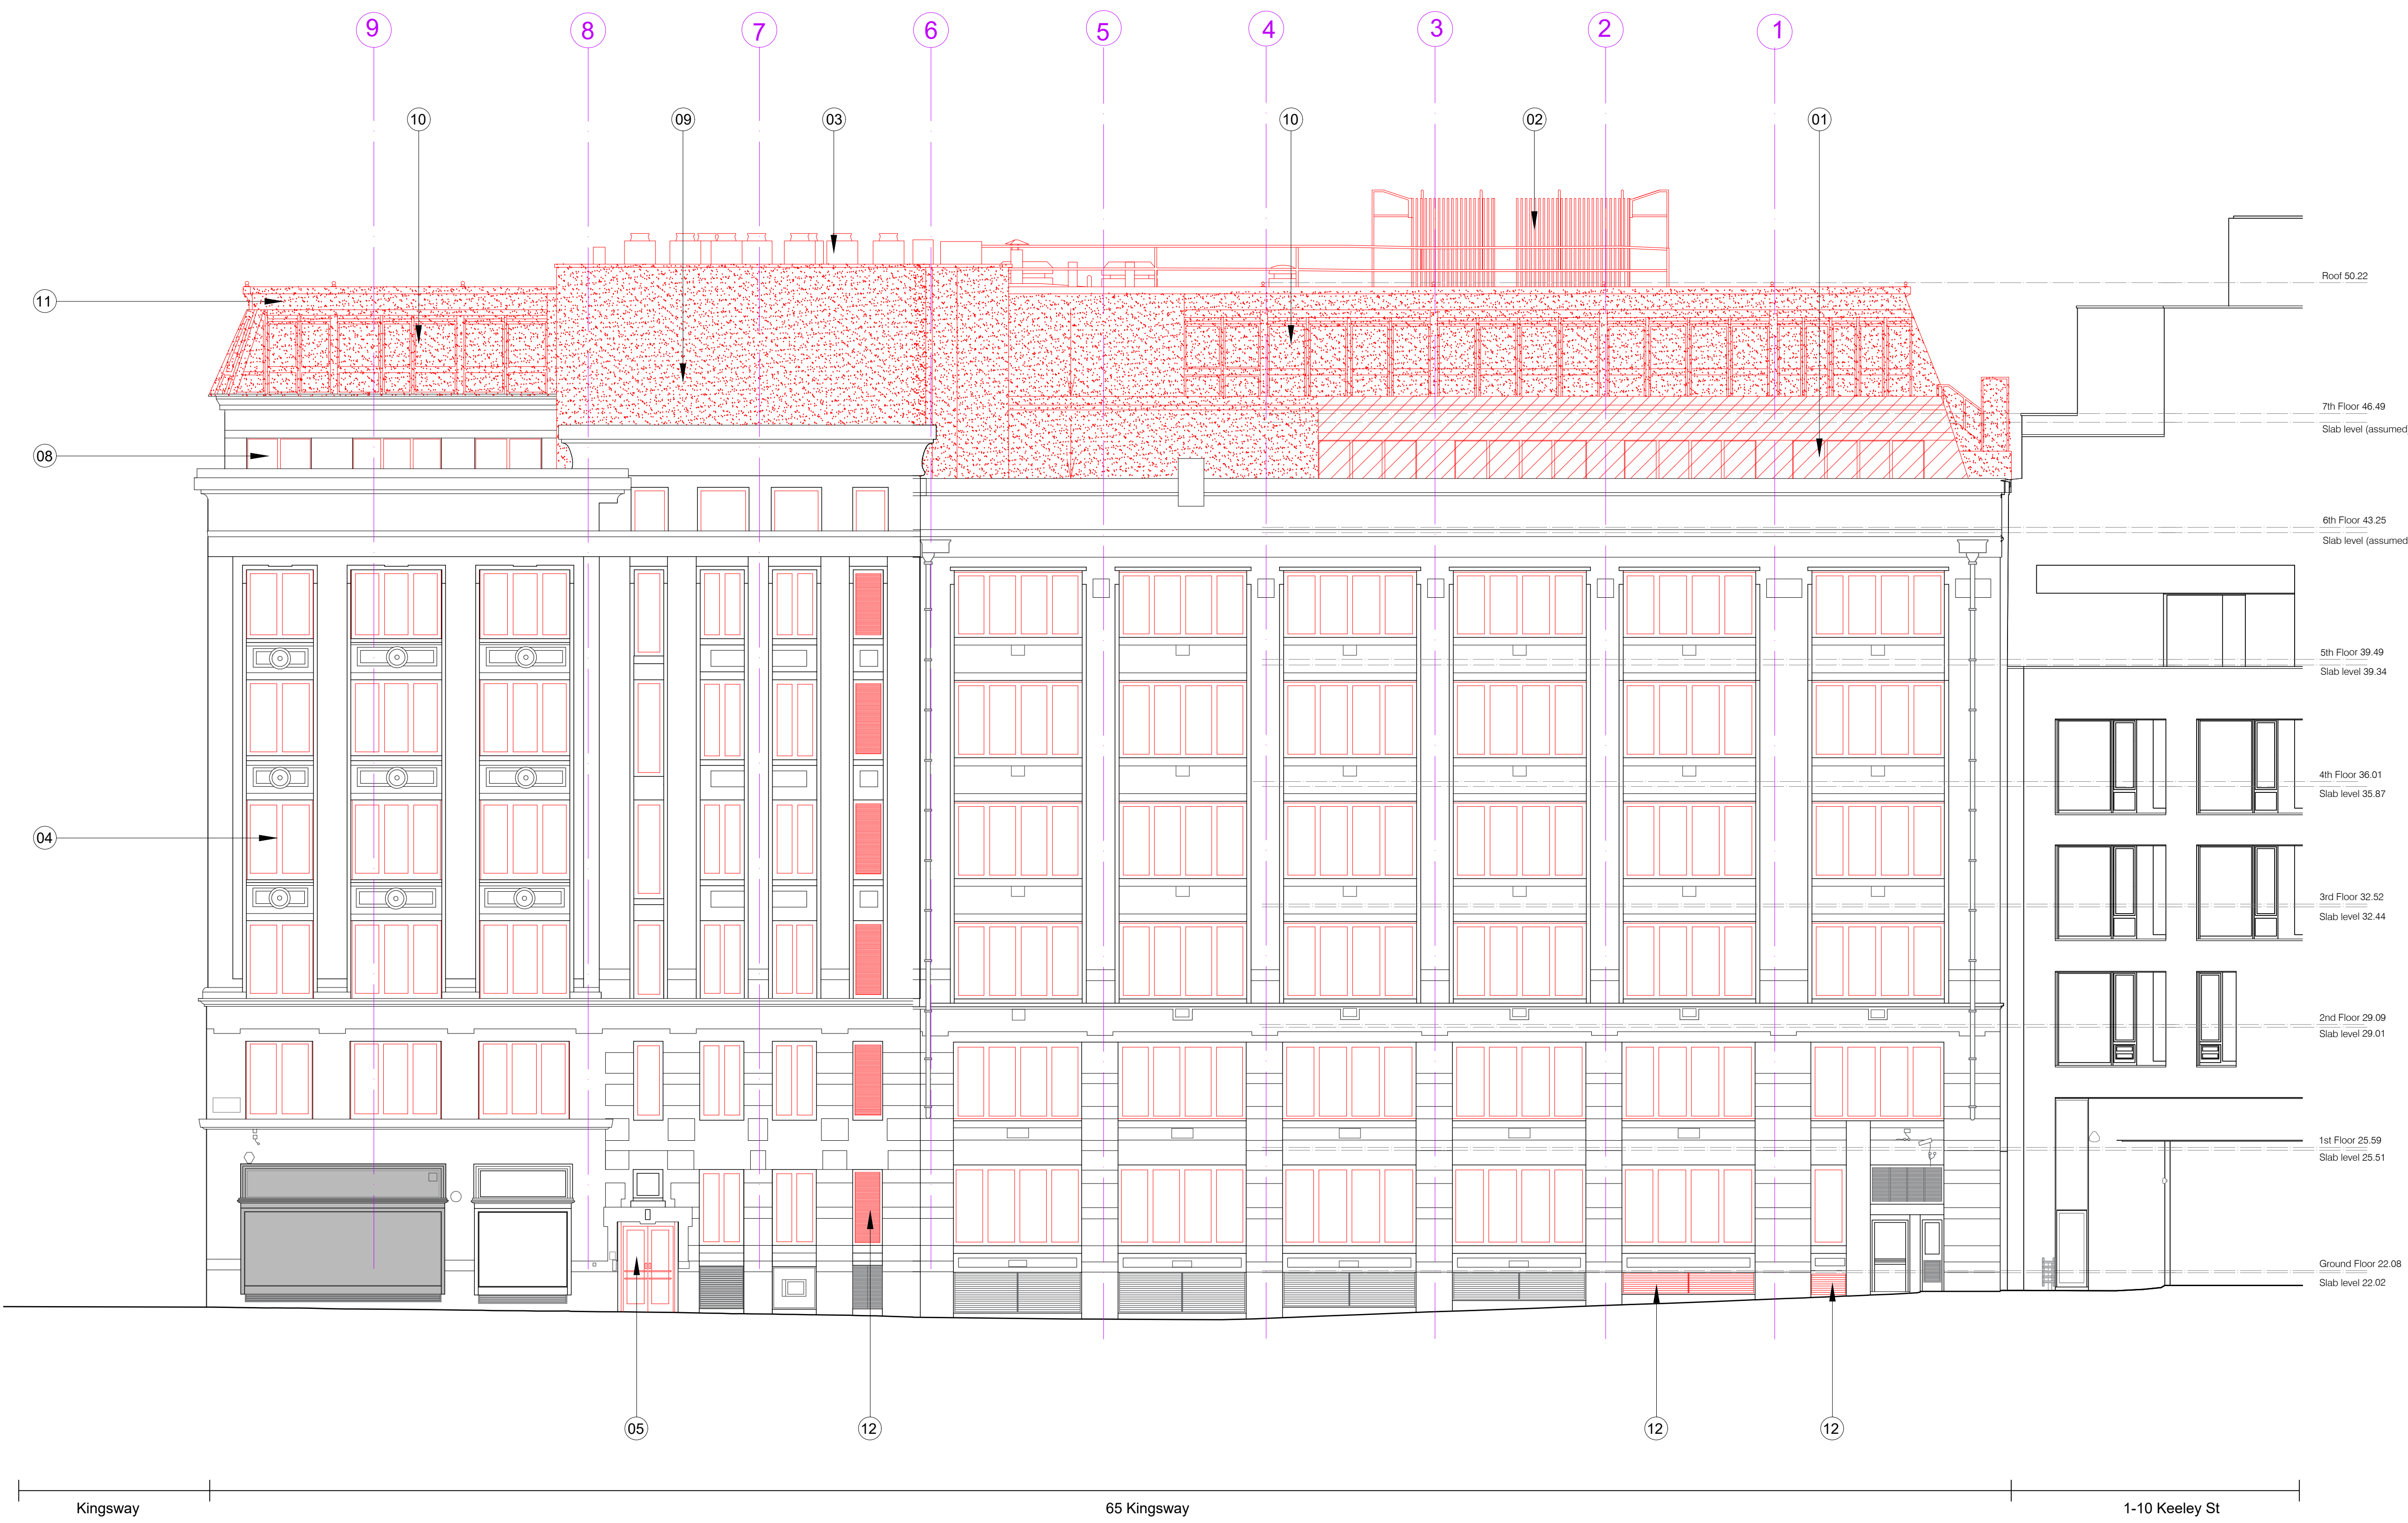 9 8 7 6 5 4 3 2 1
10 09 03 10 02 01
Roof 50.22
11
7th Floor 46.49
Slab level (assumed
08
6th Floor 43.25
Slab level (assumed
5th Floor 39.49
Slab level 39.34
4th Floor 36.01
Slab level 35.87
04
3rd Floor 32.52
Slab level 32.44
2nd Floor 29.09
Slab level 29.01
1st Floor 25.59
Slab level 25.51
Ground Floor 22.08
Slab level 22.02
05 12 12 12
Kingsway 65 Kingsway 1-10 Keeley St